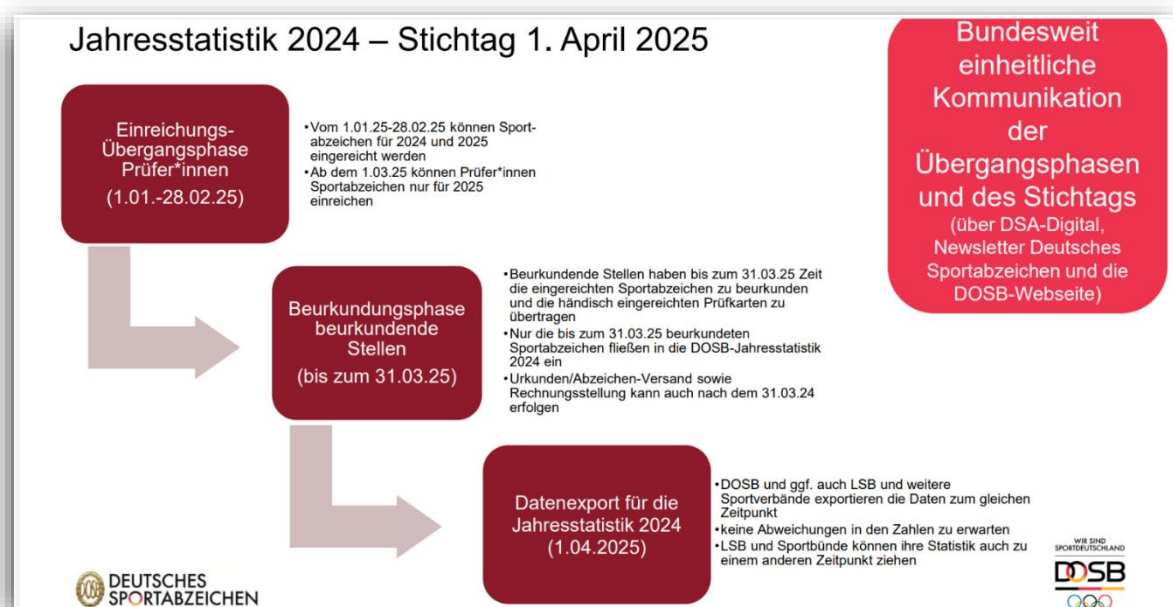 Jahresstatistik 2024 – Stichtag 1. April 2025
Bundesweit
einheitliche
Kommunikation
der
Übergangsphasen
und des Stichtags
(über DSA-Digital,
Newsletter Deutsches
Sportabzeichen und die
DOSB-Webseite)
Einreichungs-
Übergangsphase
Prüfer*innen
(1.01.-28.02.25)
•Vom 1.01.25-28.02.25 können Sport-
abzeichen für 2024 und 2025
eingereicht werden
•Ab dem 1.03.25 können Prüfer*innen
Sportabzeichen nur für 2025
einreichen
Beurkundungsphase
beurkundende
Stellen
(bis zum 31.03.25)
•Beurkundende Stellen haben bis zum 31.03.25 Zeit
die eingereichten Sportabzeichen zu beurkunden
und die händisch eingereichten Prüfkarten zu
übertragen
•Nur die bis zum 31.03.25 beurkundeten
Sportabzeichen fließen in die DOSB-Jahresstatistik
2024 ein
•Urkunden/Abzeichen-Versand sowie
Rechnungsstellung kann auch nach dem 31.03.24
erfolgen
Datenexport für die
Jahresstatistik 2024
(1.04.2025)
•DOSB und ggf. auch LSB und weitere
Sportverbände exportieren die Daten zum gleichen
Zeitpunkt
•keine Abweichungen in den Zahlen zu erwarten
•LSB und Sportbünde können ihre Statistik auch zu
einem anderen Zeitpunkt ziehen
DOSB
DEUTSCHES
SPORTABZEICHEN
WIR SIND
SPORTDEUTSCHLAND
DOSB